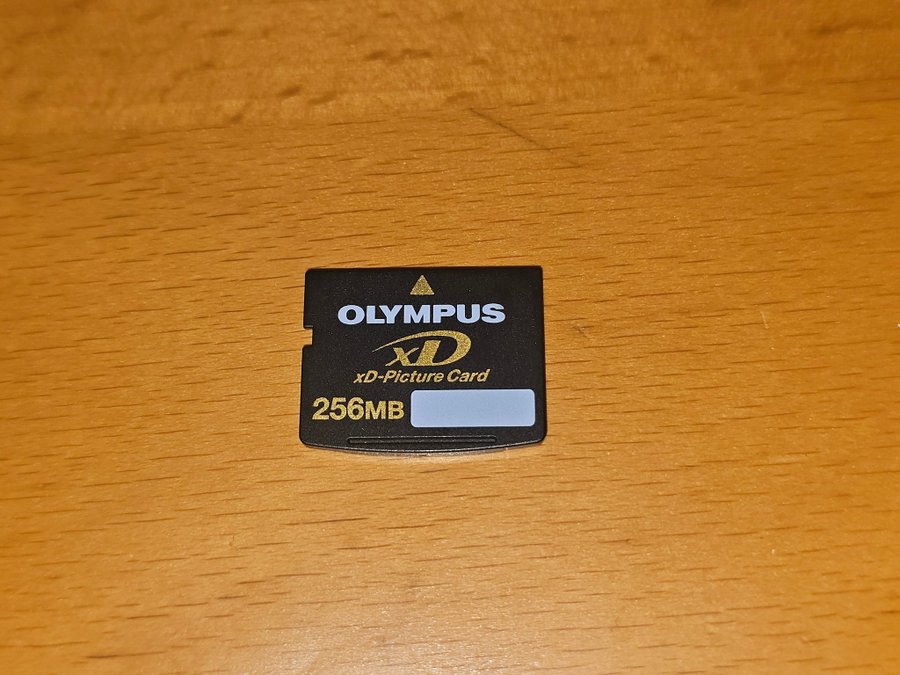 OLYMPUS
xD
xD-Picture Card
256MB